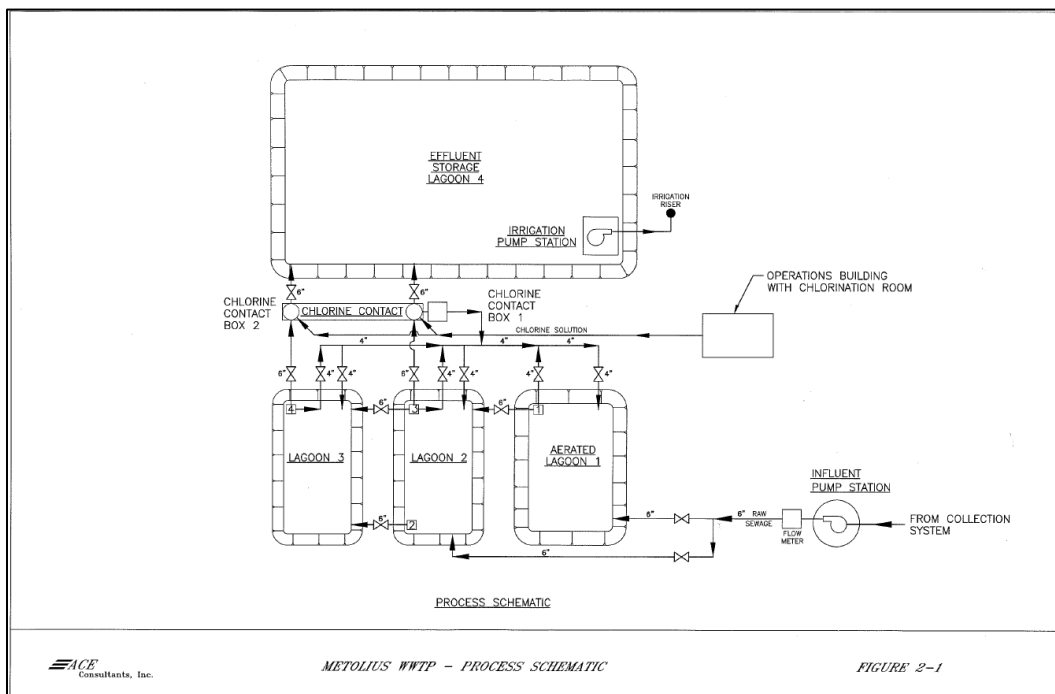 EFFLUENT
STORAGE
LAGOON 4
IRRIGATION
RISER
IRRIGATION
PUMP STATION
OPERATIONS BUILDING
WITH CHLORINATION ROOM
6"
6"
CHLORINE
CONTACT
BOX 2
CHLORINE CONTACT
CHLORINE
CONTACT
BOX 1
CHLORINE SOLUTION
4"
4"
4"
6"
4"
4"
6"
4"
4"
4"
4"
4
6"
3
6"
1
LAGOON 3
LAGOON 2
AERATED
LAGOON 1
INFLUENT
PUMP STATION
6"
2
6"
6" RAW
SEWAGE
FLOW
METER
FROM COLLECTION
SYSTEM
6"
PROCESS SCHEMATIC
ACE
Consultants, Inc.
METOLIUS WWTP - PROCESS SCHEMATIC
FIGURE 2-1